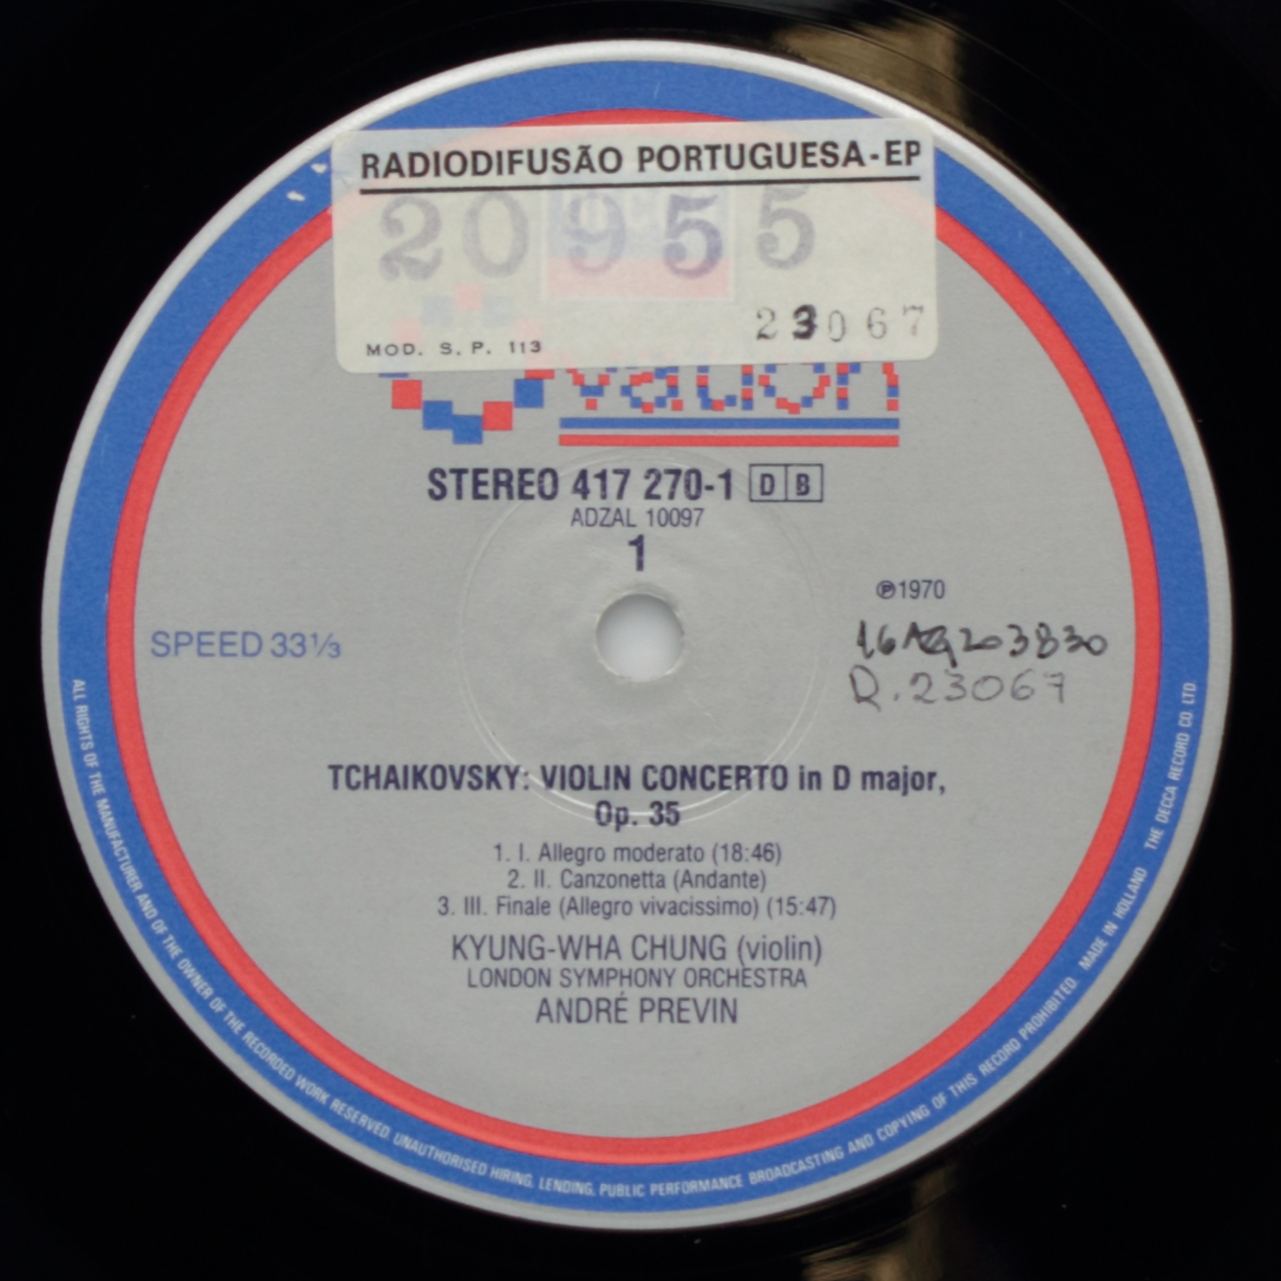 RADIODIFUSÃO PORTUGUESA-EP
20955
23067
MOD. S. P. 113
Ovation
STEREO 417 270-1 D B
ADZAL 10097
1
℗1970
SPEED 33⅓
R.23067
TCHAIKOVSKY: VIOLIN CONCERTO in D major,
Op. 35
1. I. Allegro moderato (18:46)
2. II. Canzonetta (Andante)
3. III. Finale (Allegro vivacissimo) (15:47)
KYUNG-WHA CHUNG (violin)
LONDON SYMPHONY ORCHESTRA
ANDRÉ PREVIN
ALL RIGHTS OF THE MANUFACTURER AND OF THE OWNER OF THE RECORDED WORK RESERVED. UNAUTHORISED HIRING, LENDING, PUBLIC PERFORMANCE BROADCASTING AND COPYING OF THIS RECORD PROHIBITED. MADE IN HOLLAND THE DECCA RECORD CO. LTD.